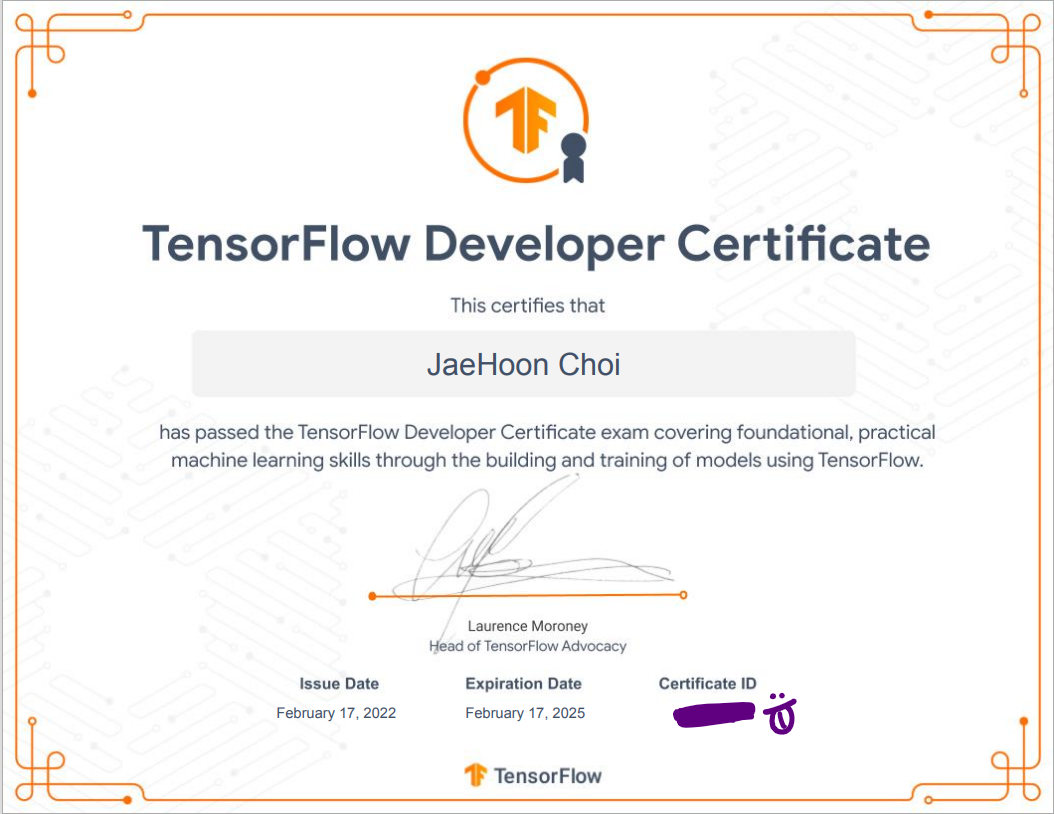 TensorFlow Developer Certificate
This certifies that
JaeHoon Choi
has passed the TensorFlow Developer Certificate exam covering foundational, practical
machine learning skills through the building and training of models using TensorFlow.
Laurence Moroney
Head of TensorFlow Advocacy
Issue Date Expiration Date Certificate ID
February 17, 2022 February 17, 2025
TensorFlow